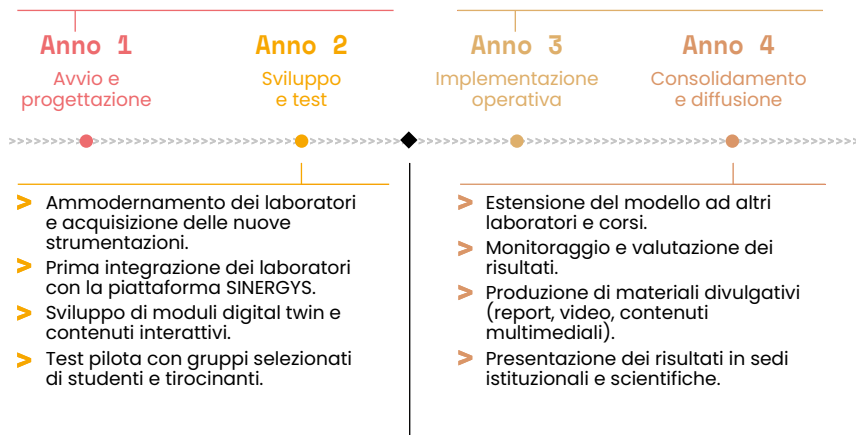 Anno 1
Avvio e
progettazione
Anno 2
Sviluppo
e test
Anno 3
Implementazione
operativa
Anno 4
Consolidamento
e diffusione
> Ammodernamento dei laboratori
e acquisizione delle nuove
strumentazioni.
> Prima integrazione dei laboratori
con la piattaforma SINERGYS.
> Sviluppo di moduli digital twin e
contenuti interattivi.
> Test pilota con gruppi selezionati
di studenti e tirocinanti.
> Estensione del modello ad altri
laboratori e corsi.
> Monitoraggio e valutazione dei
risultati.
> Produzione di materiali divulgativi
(report, video, contenuti
multimediali).
> Presentazione dei risultati in sedi
istituzionali e scientifiche.